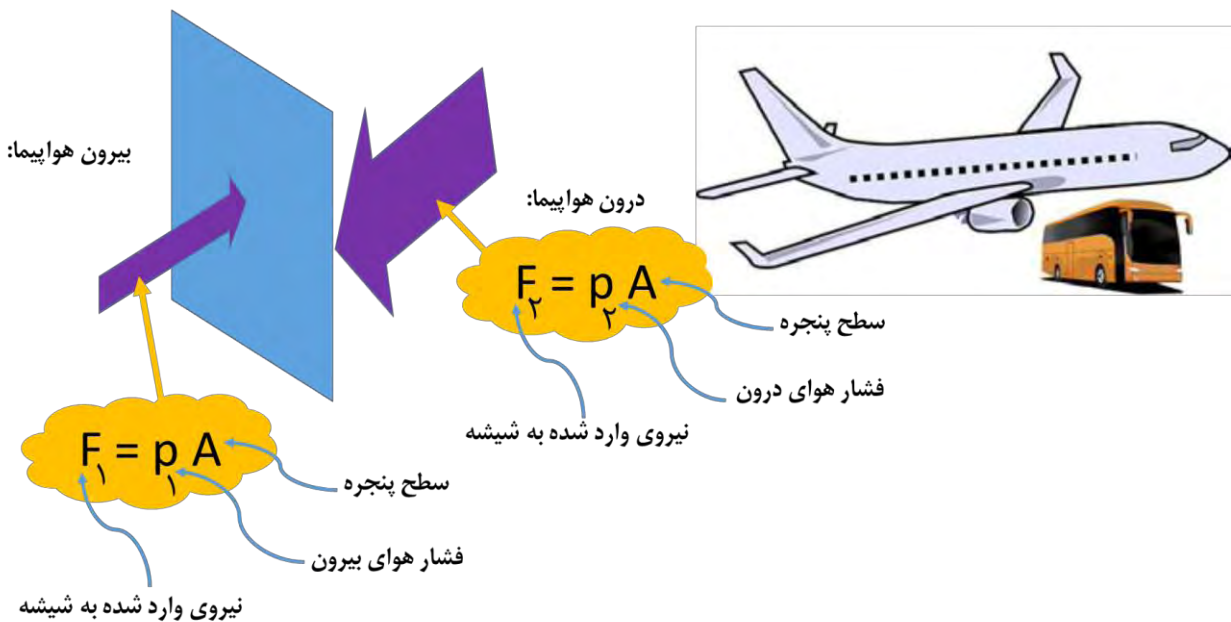 بیرون هواپیما:
درون هواپیما:
F۲ = p۲ A
سطح پنجره
فشار هوای درون
نیروی وارد شده به شیشه
F۱ = p۱ A
سطح پنجره
فشار هوای بیرون
نیروی وارد شده به شیشه